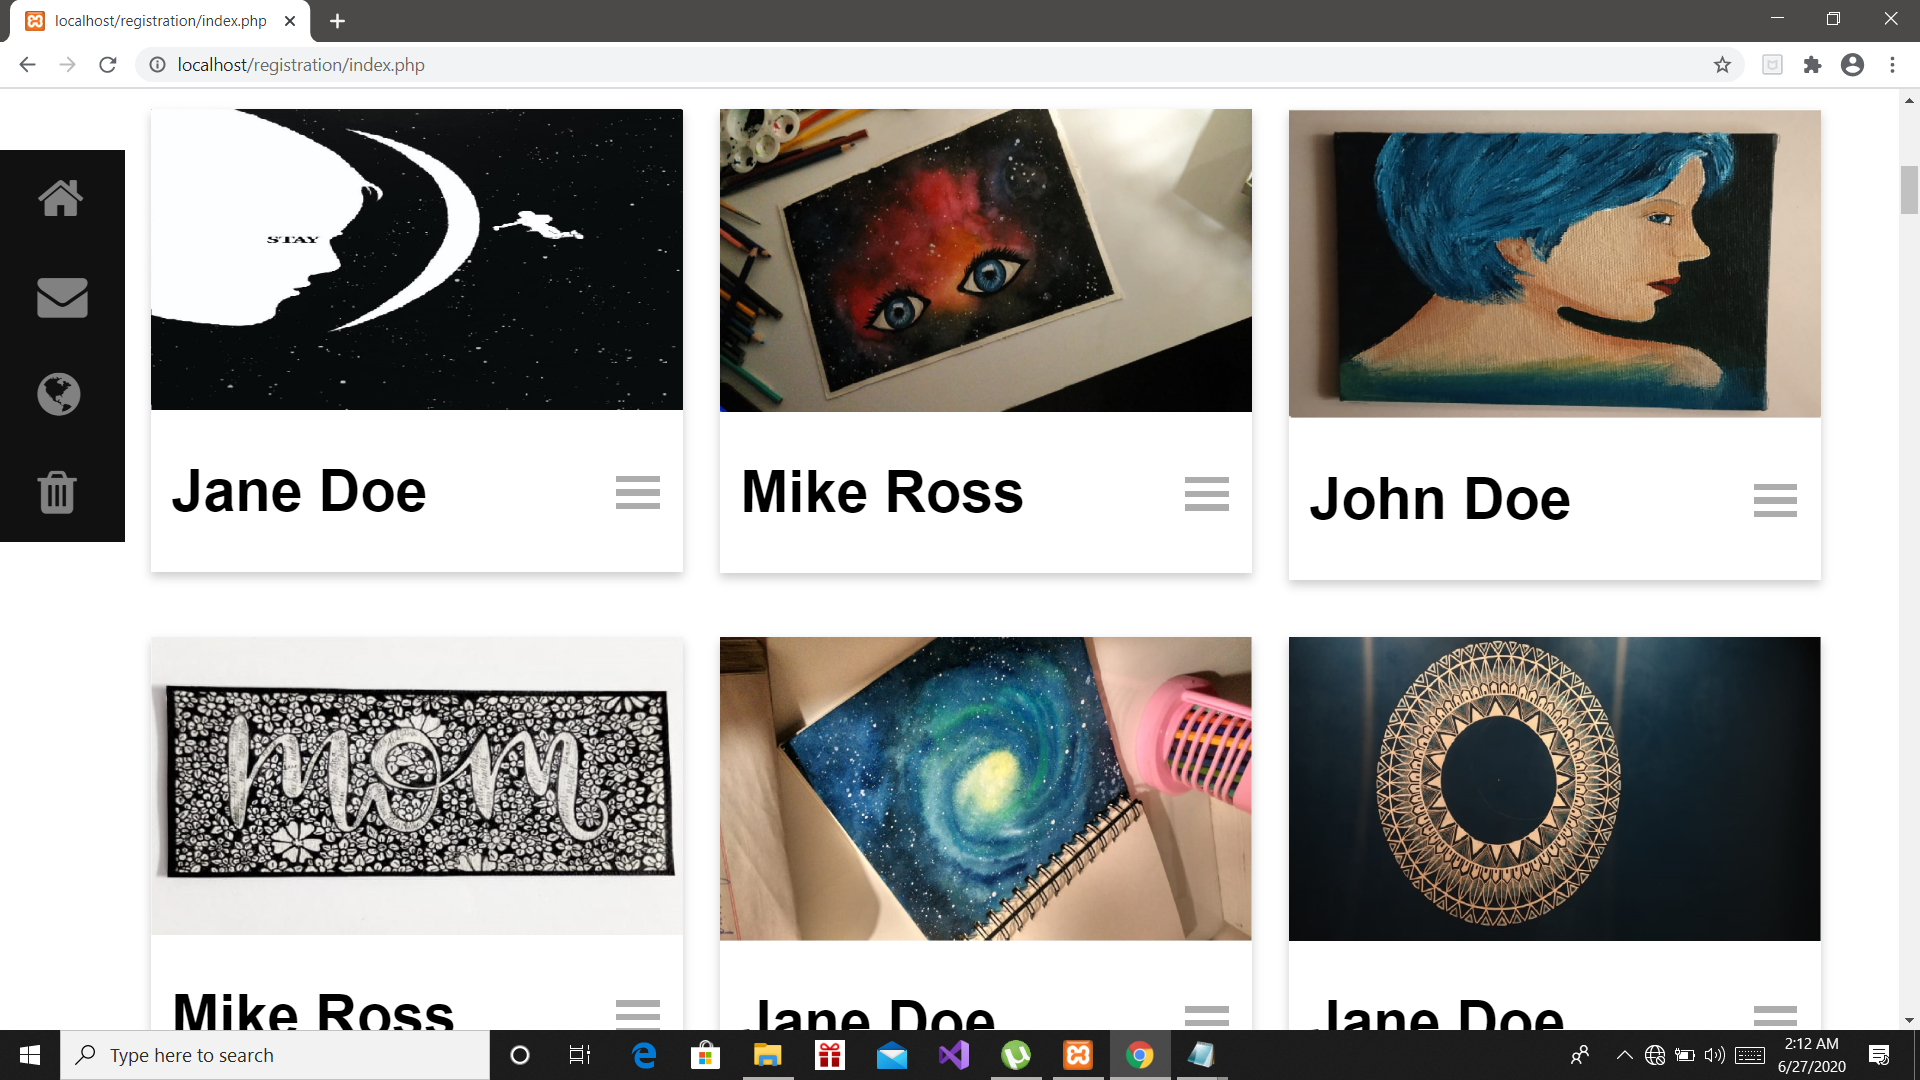 localhost/registration/index.php
localhost/registration/index.php
STAY
Jane Doe
Mike Ross
John Doe
mom
Mike Ross
Jane Doe
Jane Doe
Type here to search
2:12 AM
6/27/2020